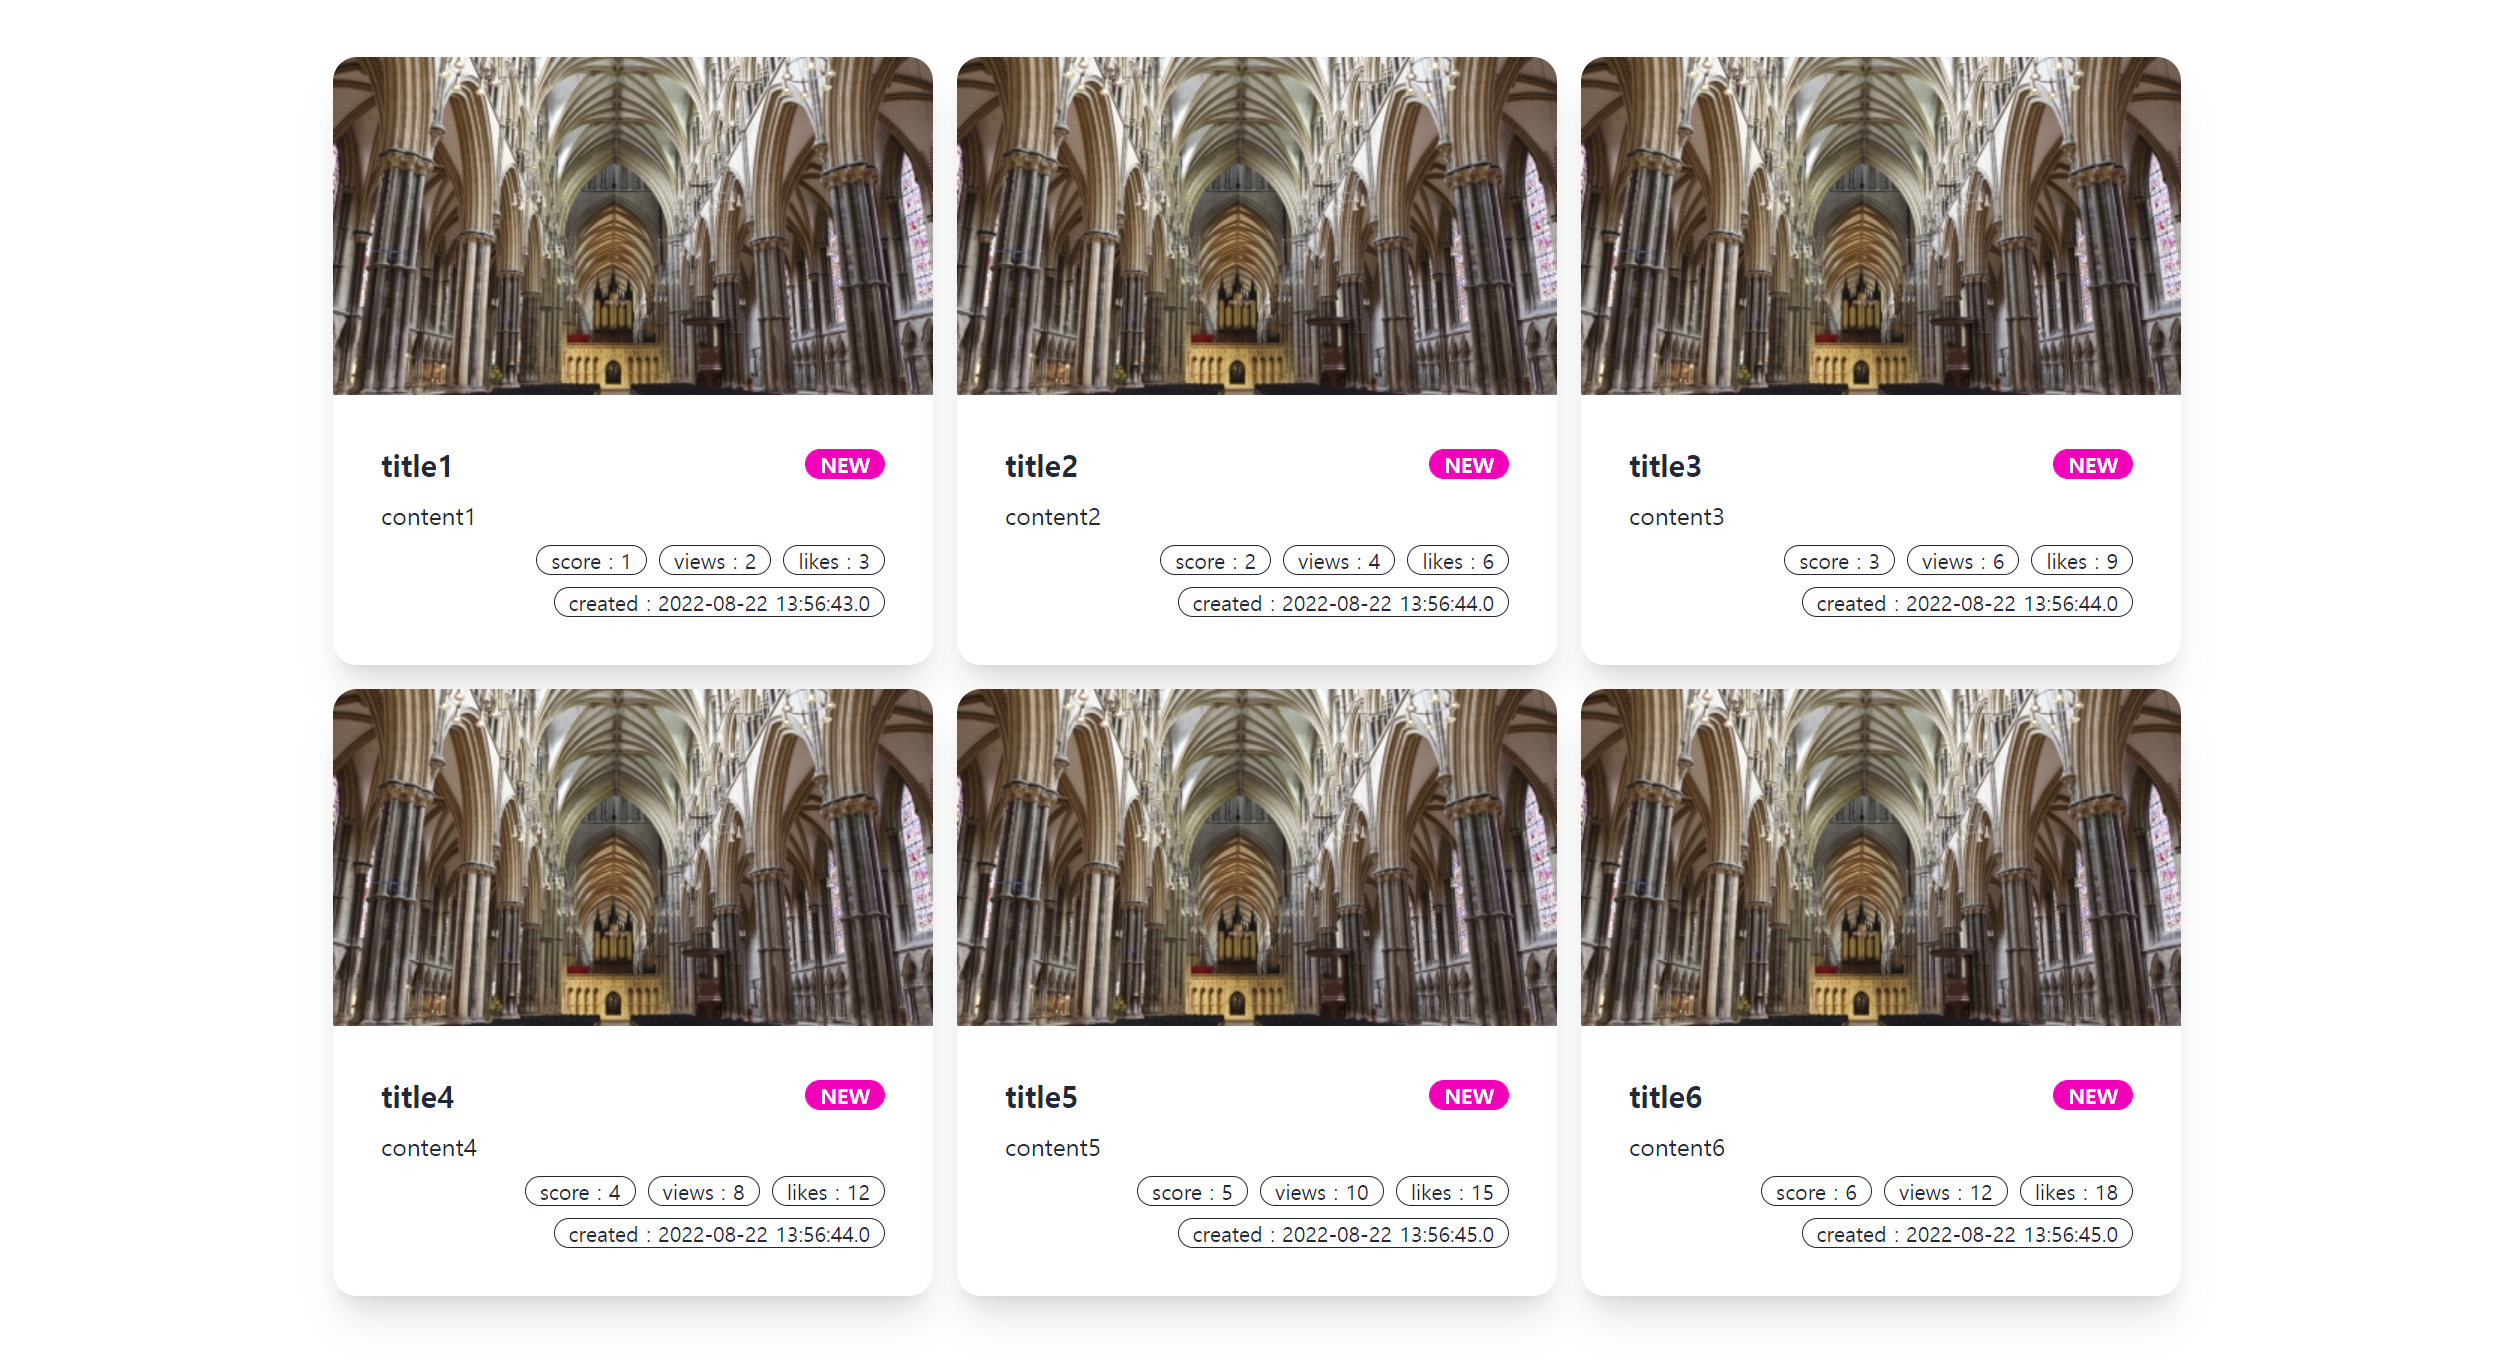 title1 NEW
content1
score : 1 views : 2 likes : 3
created : 2022-08-22 13:56:43.0
title2 NEW
content2
score : 2 views : 4 likes : 6
created : 2022-08-22 13:56:44.0
title3 NEW
content3
score : 3 views : 6 likes : 9
created : 2022-08-22 13:56:44.0
title4 NEW
content4
score : 4 views : 8 likes : 12
created : 2022-08-22 13:56:44.0
title5 NEW
content5
score : 5 views : 10 likes : 15
created : 2022-08-22 13:56:45.0
title6 NEW
content6
score : 6 views : 12 likes : 18
created : 2022-08-22 13:56:45.0